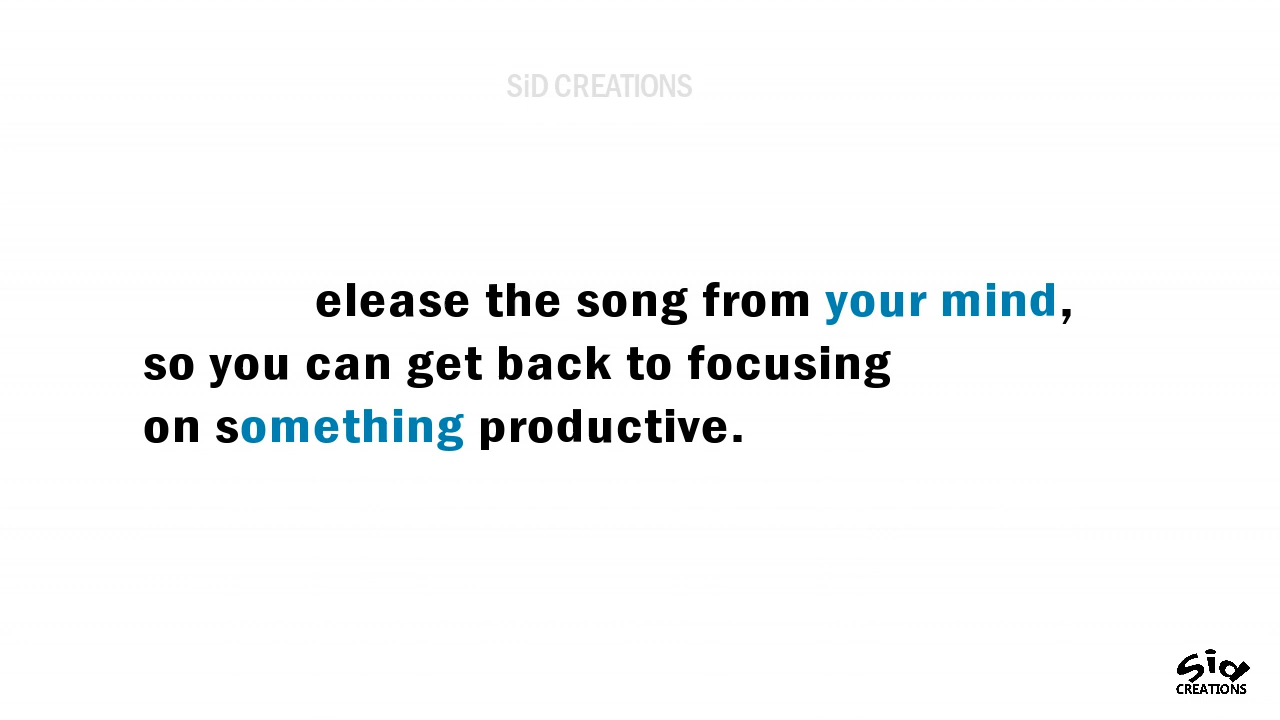 SiD CREATIONS
elease the song from your mind,
so you can get back to focusing
on something productive.
Sid
CREATIONS